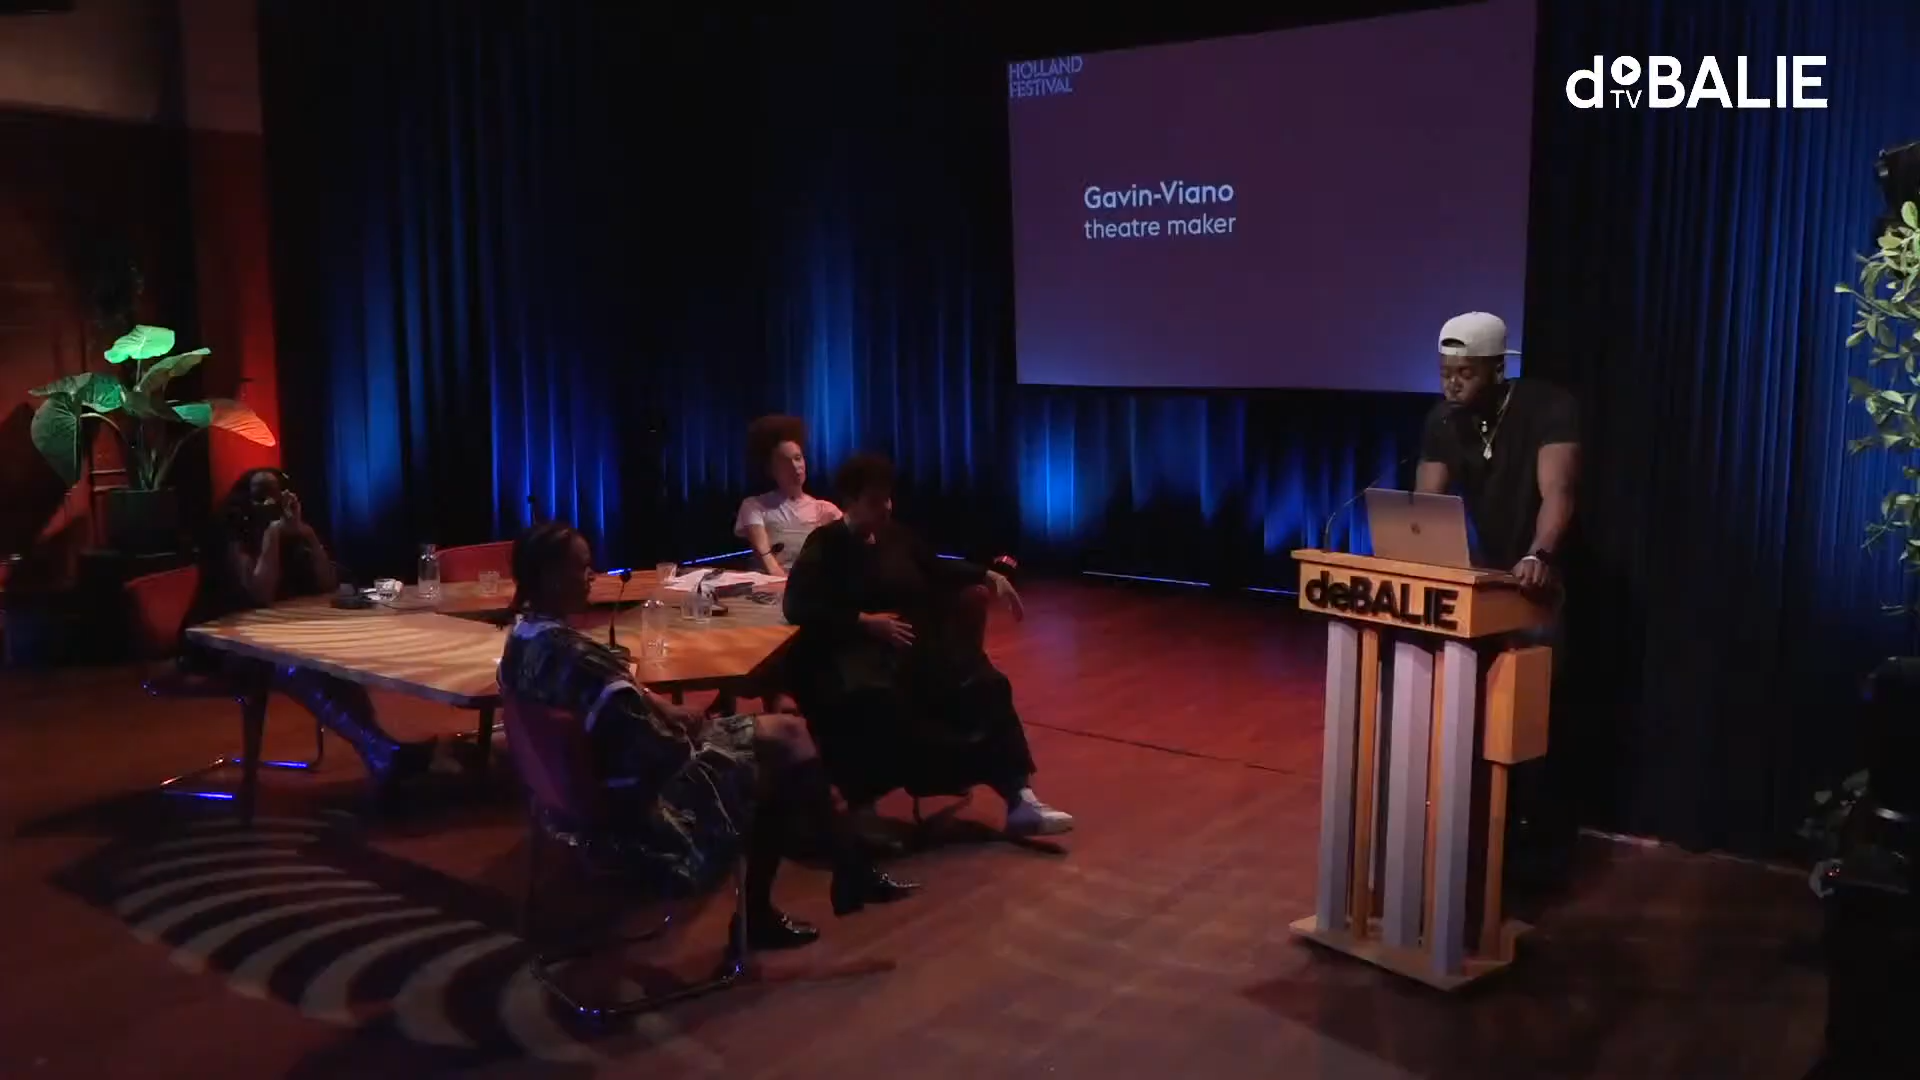 HOLLAND
FESTIVAL
Gavin-Viano
theatre maker
deBALIE
TV
deBALIE